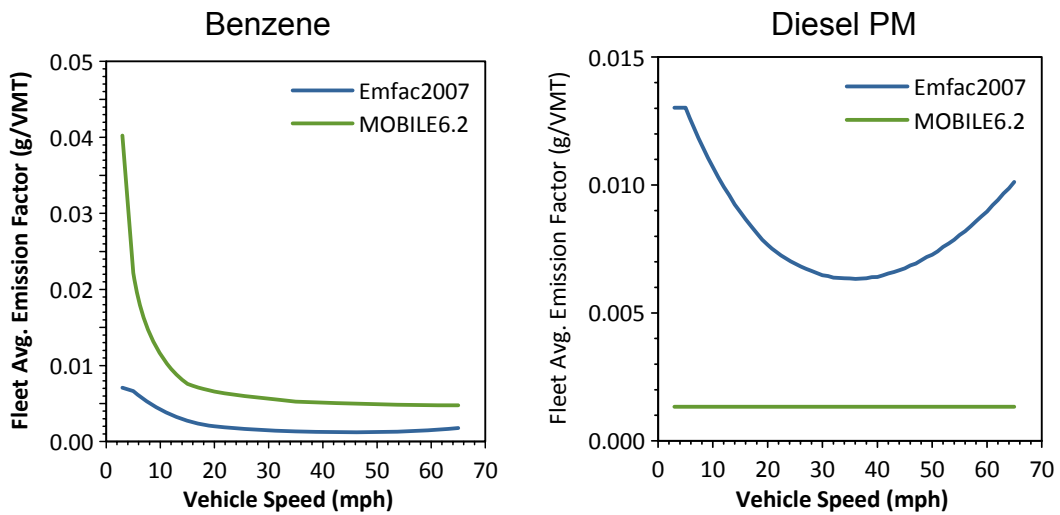 Benzene
Fleet Avg. Emission Factor (g/VMT)
0.05
0.04
0.03
0.02
0.01
0.00
Emfac2007
MOBILE6.2
0 10 20 30 40 50 60 70
Vehicle Speed (mph)
Diesel PM
Fleet Avg. Emission Factor (g/VMT)
0.015
0.010
0.005
0.000
Emfac2007
MOBILE6.2
0 10 20 30 40 50 60 70
Vehicle Speed (mph)